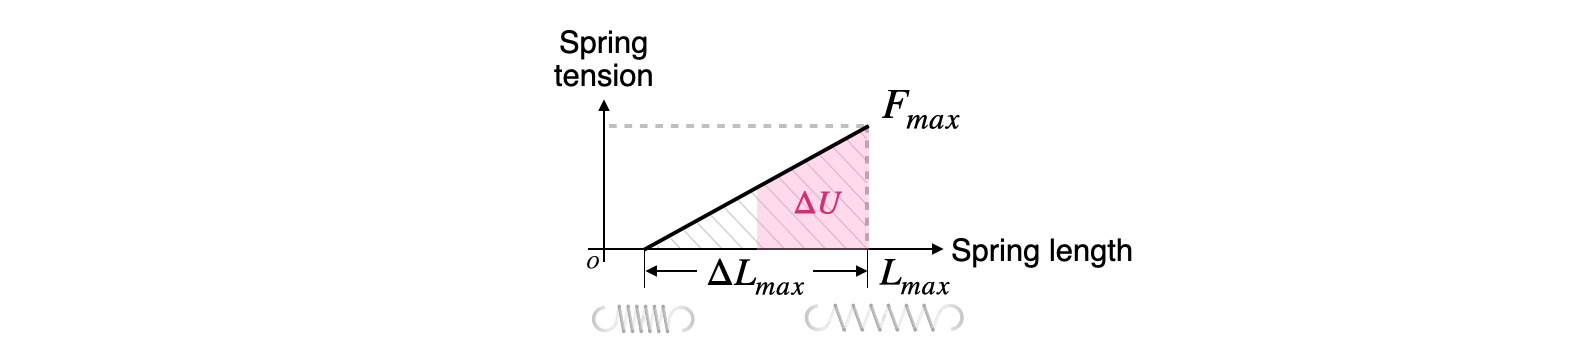 Spring
tension
F_max
ΔU
o
Spring length
ΔL_max
L_max